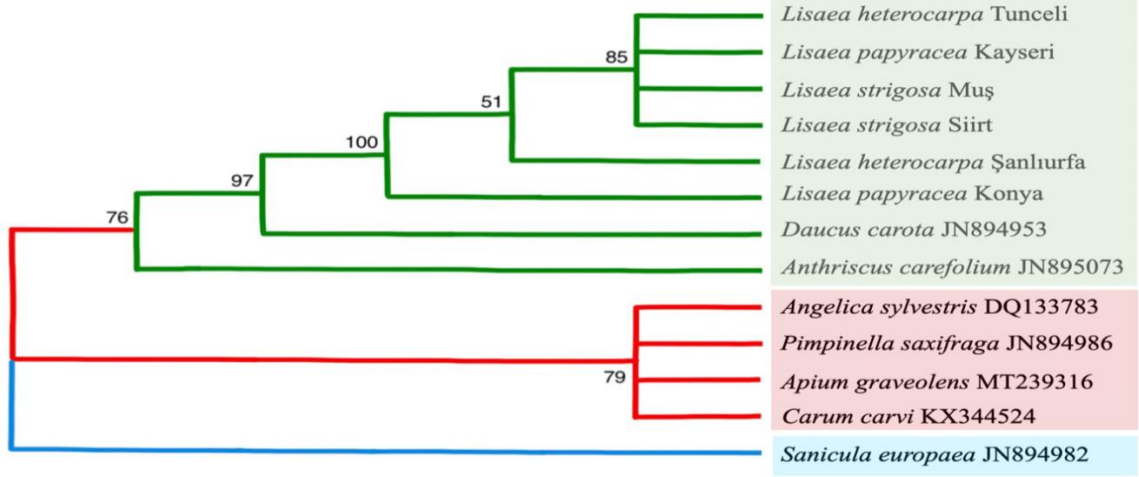 Lisaea heterocarpa Tunceli
85
Lisaea papyracea Kayseri
Lisaea strigosa Muş
51
Lisaea strigosa Siirt
100
Lisaea heterocarpa Şanlıurfa
97
Lisaea papyracea Konya
76
Daucus carota JN894953
Anthriscus carefolium JN895073
Angelica sylvestris DQ133783
Pimpinella saxifraga JN894986
79
Apium graveolens MT239316
Carum carvi KX344524
Sanicula europaea JN894982